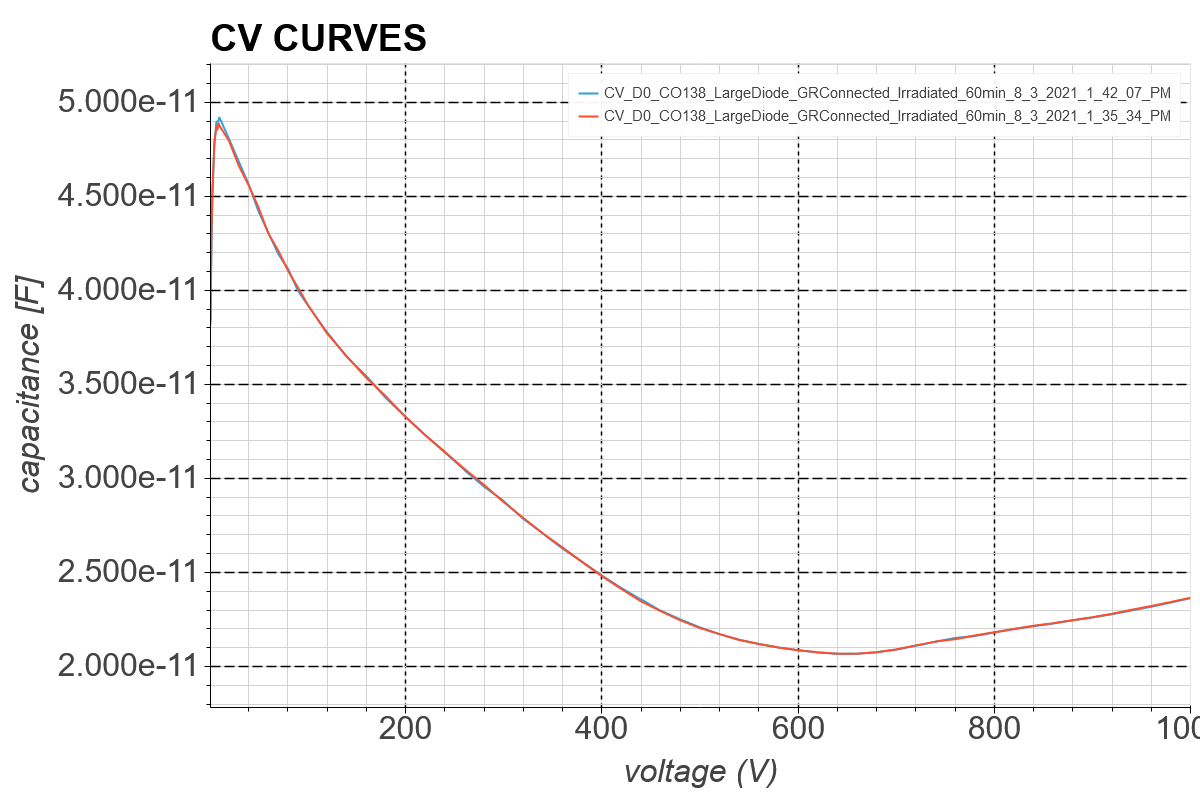 CV CURVES
CV_D0_CO138_LargeDiode_GRConnected_Irradiated_60min_8_3_2021_1_42_07_PM
CV_D0_CO138_LargeDiode_GRConnected_Irradiated_60min_8_3_2021_1_35_34_PM
5.000e-11
4.500e-11
4.000e-11
3.500e-11
3.000e-11
2.500e-11
2.000e-11
capacitance [F]
200
400
600
800
100
voltage (V)